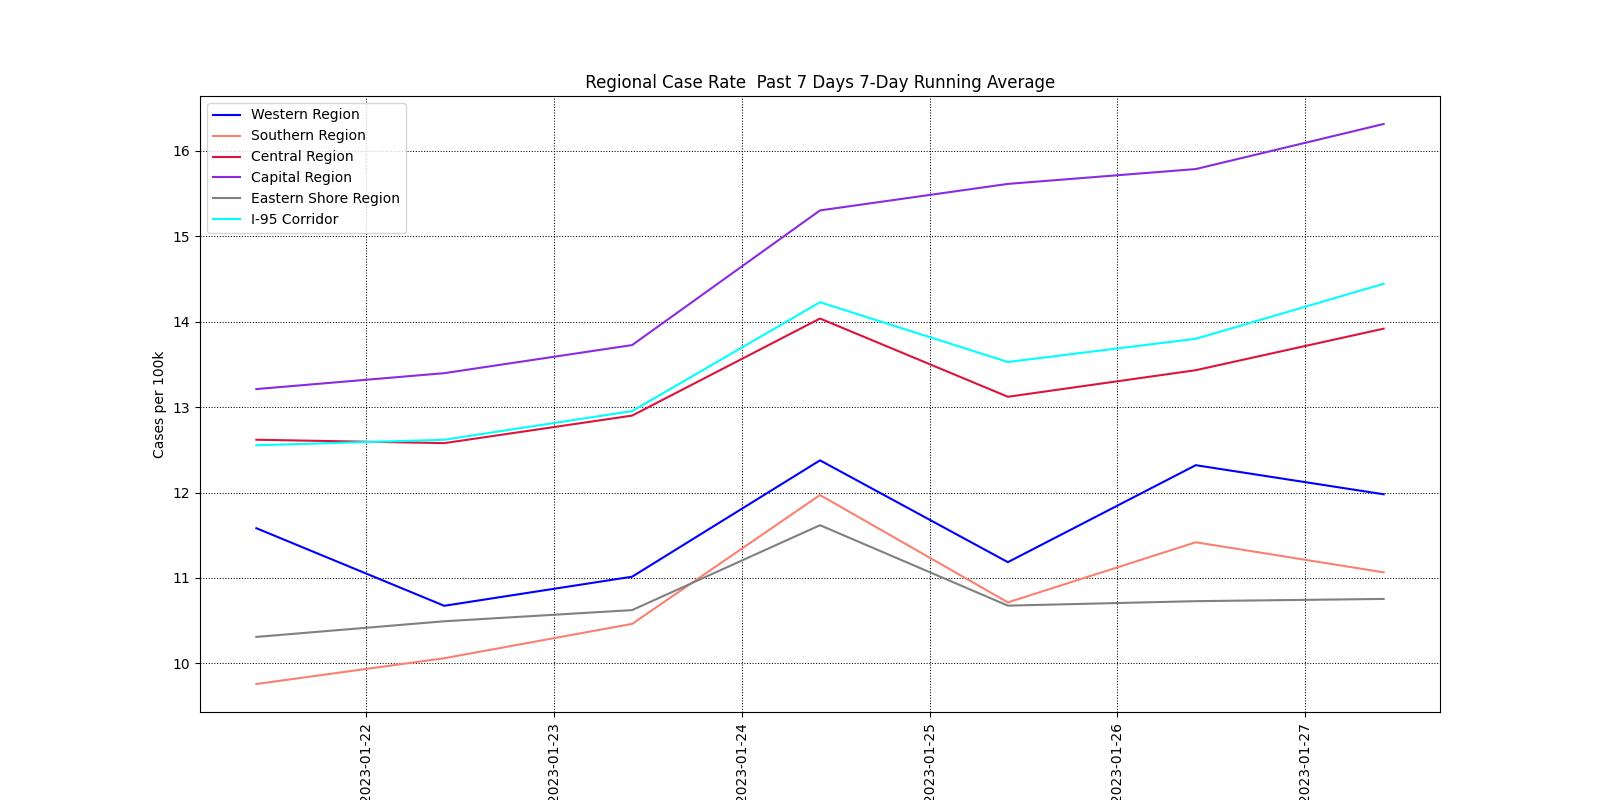 Regional Case Rate  Past 7 Days 7-Day Running Average
Western Region
Southern Region
Central Region
Capital Region
Eastern Shore Region
I-95 Corridor
Cases per 100k
16
15
14
13
12
11
10
2023-01-22
2023-01-23
2023-01-24
2023-01-25
2023-01-26
2023-01-27